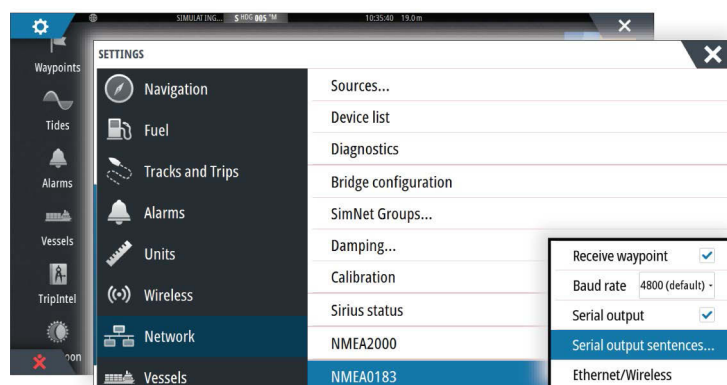 SIMULATING... S HDG 005 °M 10:35:40 19.0 m
Waypoints
Tides
Alarms
Vessels
TripIntel
oon
SETTINGS
Navigation
Fuel
Tracks and Trips
Alarms
Units
Wireless
Network
Vessels
Sources...
Device list
Diagnostics
Bridge configuration
SimNet Groups...
Damping...
Calibration
Sirius status
NMEA2000
NMEA0183
Receive waypoint
Baud rate 4800 (default)
Serial output
Serial output sentences...
Ethernet/Wireless